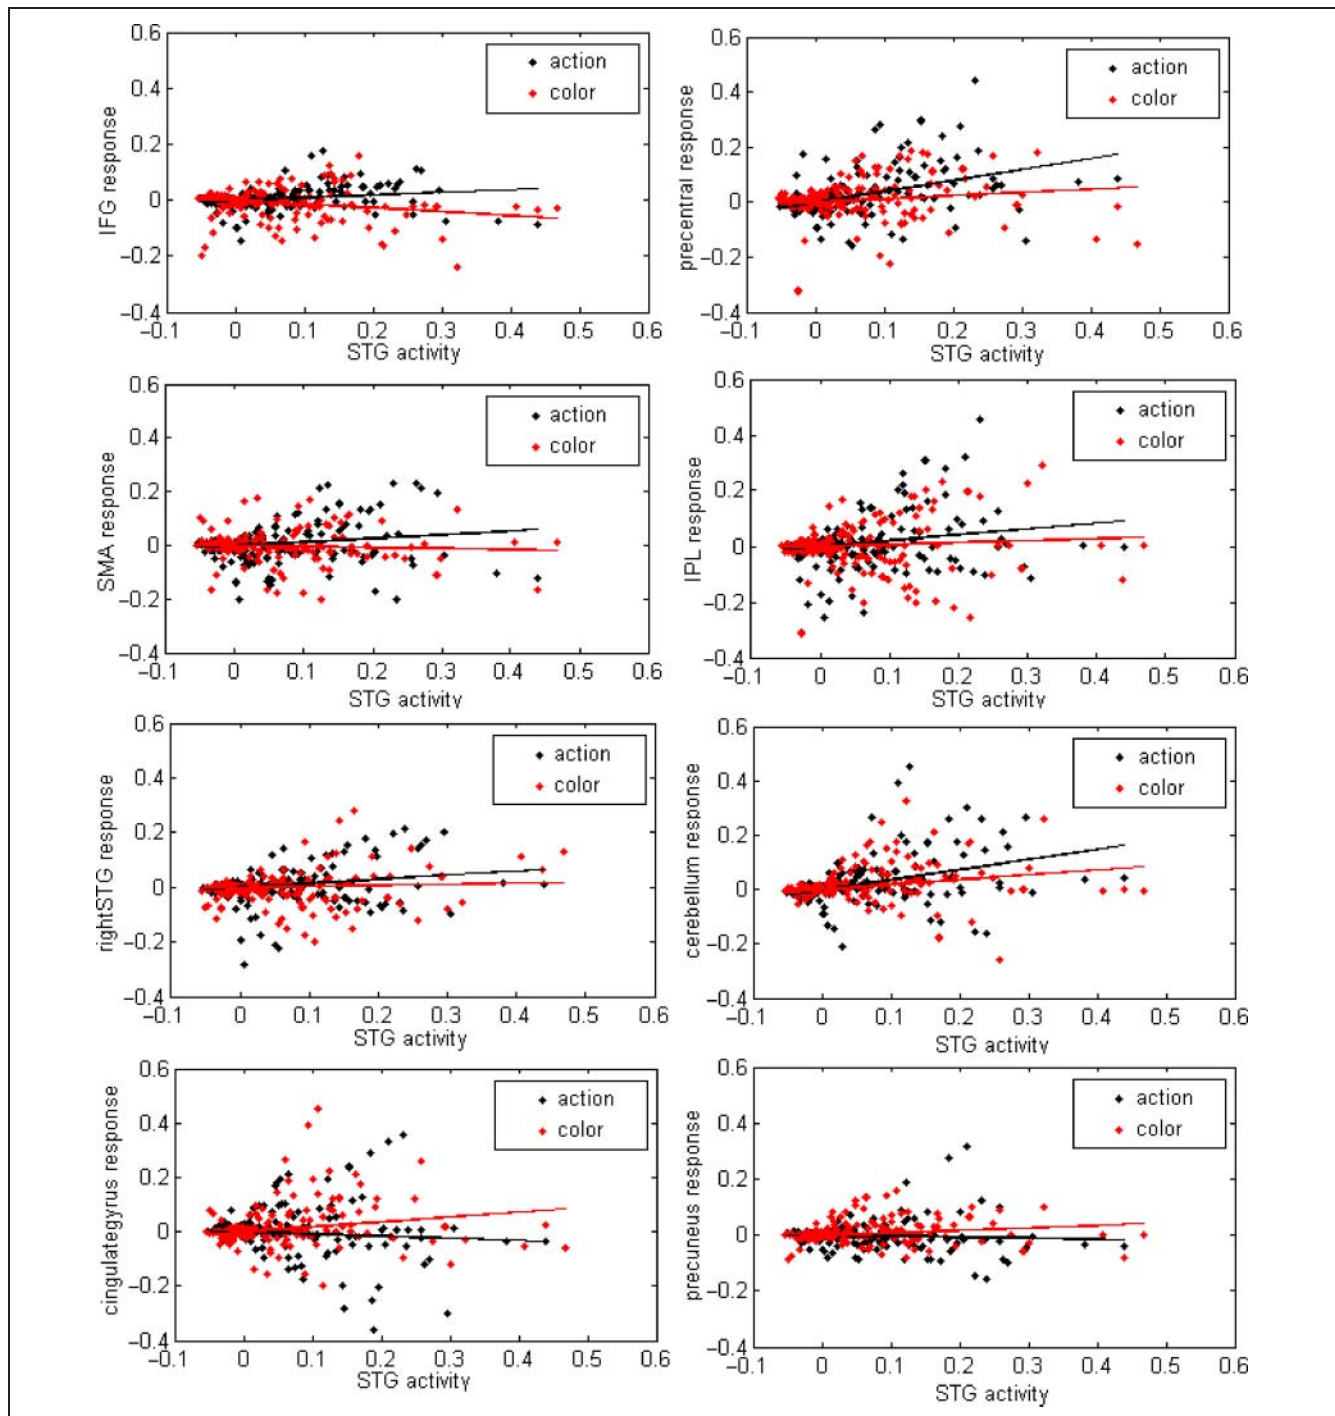 0.6
0.4
0.2
0
−0.2
−0.4
IFG response
action
color
−0.1 0 0.1 0.2 0.3 0.4 0.5 0.6
STG activity
0.6
0.4
0.2
0
−0.2
−0.4
precentral response
action
color
−0.1 0 0.1 0.2 0.3 0.4 0.5 0.6
STG activity
0.6
0.4
0.2
0
−0.2
−0.4
SMA response
action
color
−0.1 0 0.1 0.2 0.3 0.4 0.5 0.6
STG activity
0.6
0.4
0.2
0
−0.2
−0.4
IPL response
action
color
−0.1 0 0.1 0.2 0.3 0.4 0.5 0.6
STG activity
0.6
0.4
0.2
0
−0.2
−0.4
rightSTG response
action
color
−0.1 0 0.1 0.2 0.3 0.4 0.5 0.6
STG activity
0.6
0.4
0.2
0
−0.2
−0.4
cerebellum response
action
color
−0.1 0 0.1 0.2 0.3 0.4 0.5 0.6
STG activity
0.6
0.4
0.2
0
−0.2
−0.4
cingulategyrus response
action
color
−0.1 0 0.1 0.2 0.3 0.4 0.5 0.6
STG activity
0.6
0.4
0.2
0
−0.2
−0.4
precuneus response
action
color
−0.1 0 0.1 0.2 0.3 0.4 0.5 0.6
STG activity